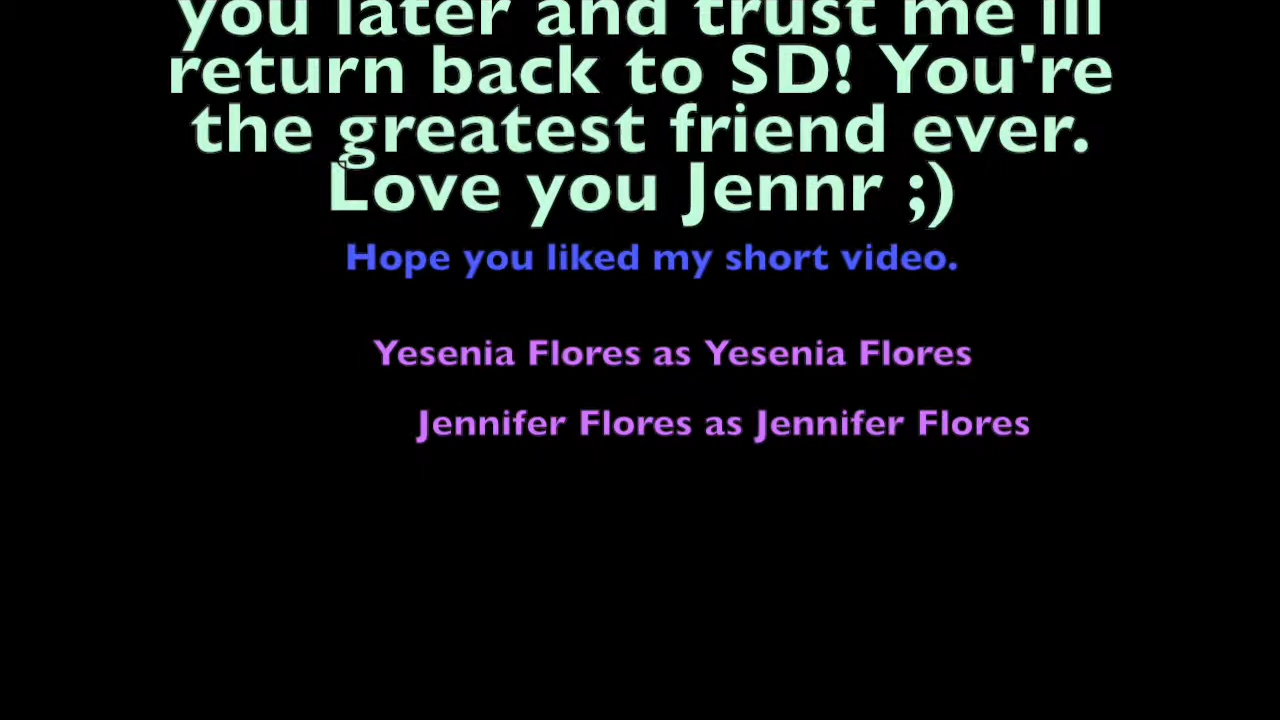 you later and trust me ill
return back to SD! You're
the greatest friend ever.
Love you Jennr ;)
Hope you liked my short video.
Yesenia Flores as Yesenia Flores
Jennifer Flores as Jennifer Flores